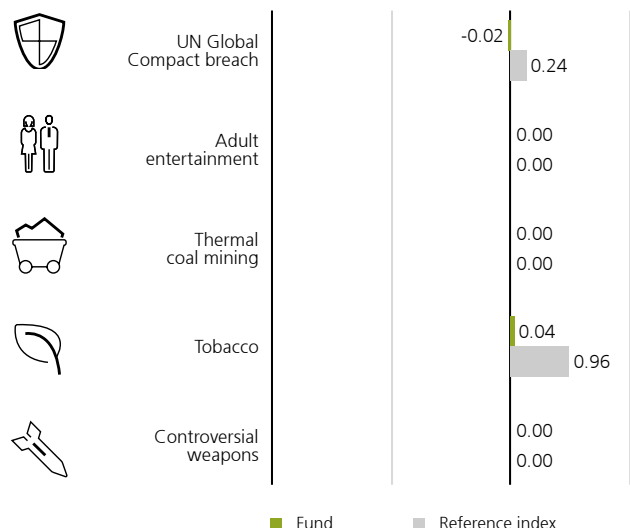 UN Global
Compact breach
-0.02
0.24
Adult
entertainment
0.00
0.00
Thermal
coal mining
0.00
0.00
Tobacco
0.04
0.96
Controversial
weapons
0.00
0.00
Fund
Reference index